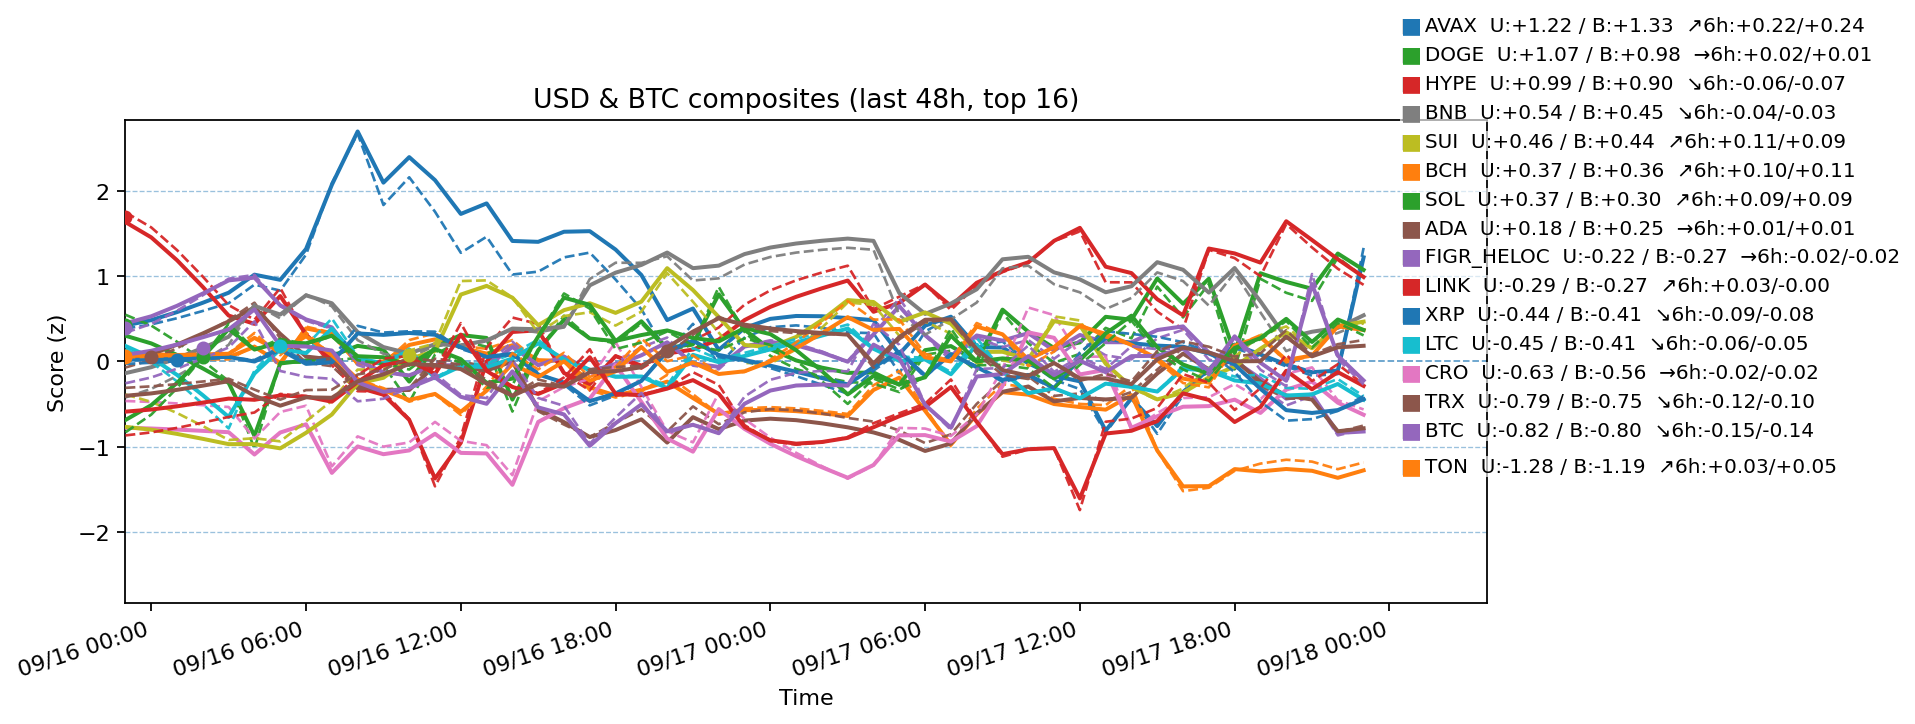 USD & BTC composites (last 48h, top 16)
AVAX U:+1.22 / B:+1.33 ↗6h:+0.22/+0.24
DOGE U:+1.07 / B:+0.98 →6h:+0.02/+0.01
HYPE U:+0.99 / B:+0.90 ↘6h:-0.06/-0.07
BNB U:+0.54 / B:+0.45 ↘6h:-0.04/-0.03
SUI U:+0.46 / B:+0.44 ↗6h:+0.11/+0.09
BCH U:+0.37 / B:+0.36 ↗6h:+0.10/+0.11
SOL U:+0.37 / B:+0.30 ↗6h:+0.09/+0.09
ADA U:+0.18 / B:+0.25 →6h:+0.01/+0.01
FIGR_HELOC U:-0.22 / B:-0.27 →6h:-0.02/-0.02
LINK U:-0.29 / B:-0.27 ↗6h:+0.03/-0.00
XRP U:-0.44 / B:-0.41 ↘6h:-0.09/-0.08
LTC U:-0.45 / B:-0.41 ↘6h:-0.06/-0.05
CRO U:-0.63 / B:-0.56 →6h:-0.02/-0.02
TRX U:-0.79 / B:-0.75 ↘6h:-0.12/-0.10
BTC U:-0.82 / B:-0.80 ↘6h:-0.15/-0.14
TON U:-1.28 / B:-1.19 ↗6h:+0.03/+0.05
Score (z)
2
1
0
−1
−2
09/16 00:00
09/16 06:00
09/16 12:00
09/16 18:00
09/17 00:00
09/17 06:00
09/17 12:00
09/17 18:00
09/18 00:00
Time